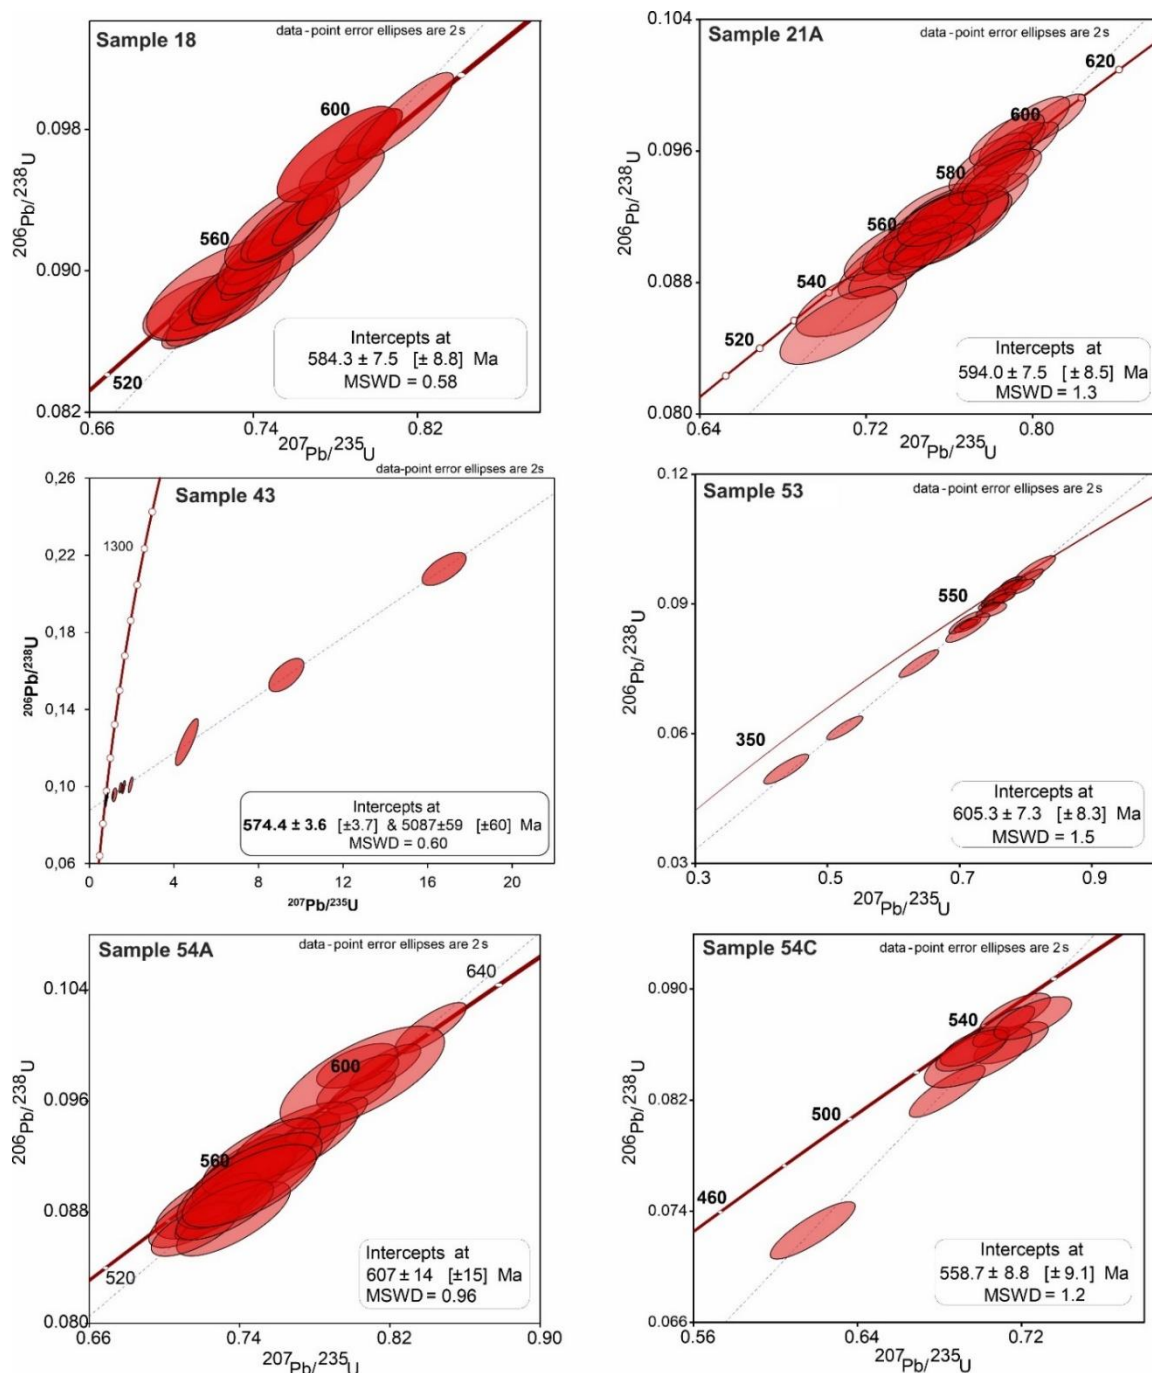 Sample 18
data-point error ellipses are 2s
600
560
520
0.098
0.090
0.082
0.66
0.74
0.82
206Pb/238U
207Pb/235U
Intercepts at
584.3 ± 7.5 [± 8.8] Ma
MSWD = 0.58
Sample 21A
data-point error ellipses are 2s
620
600
580
560
540
520
0.104
0.096
0.088
0.080
0.64
0.72
0.80
206Pb/238U
207Pb/235U
Intercepts at
594.0 ± 7.5 [± 8.5] Ma
MSWD = 1.3
Sample 43
data-point error ellipses are 2s
1300
0,26
0,22
0,18
0,14
0,10
0,06
0
4
8
12
16
20
206Pb/238U
207Pb/235U
Intercepts at
574.4 ± 3.6 [±3.7] & 5087±59 [±60] Ma
MSWD = 0.60
Sample 53
data-point error ellipses are 2s
550
350
0.12
0.09
0.06
0.03
0.3
0.5
0.7
0.9
206Pb/238U
207Pb/235U
Intercepts at
605.3 ± 7.3 [± 8.3] Ma
MSWD = 1.5
Sample 54A
data-point error ellipses are 2s
640
600
560
520
0.104
0.096
0.088
0.080
0.66
0.74
0.82
0.90
206Pb/238U
207Pb/235U
Intercepts at
607 ± 14 [±15] Ma
MSWD = 0.96
Sample 54C
data-point error ellipses are 2s
540
500
460
0.090
0.082
0.074
0.066
0.56
0.64
0.72
206Pb/238U
207Pb/235U
Intercepts at
558.7 ± 8.8 [± 9.1] Ma
MSWD = 1.2